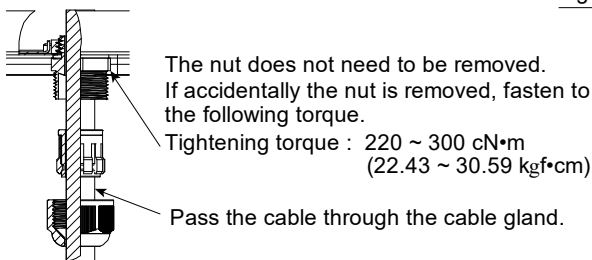 The nut does not need to be removed.
If accidentally the nut is removed, fasten to
the following torque.
Tightening torque : 220 ~ 300 cN•m
(22.43 ~ 30.59 kgf•cm)
Pass the cable through the cable gland.